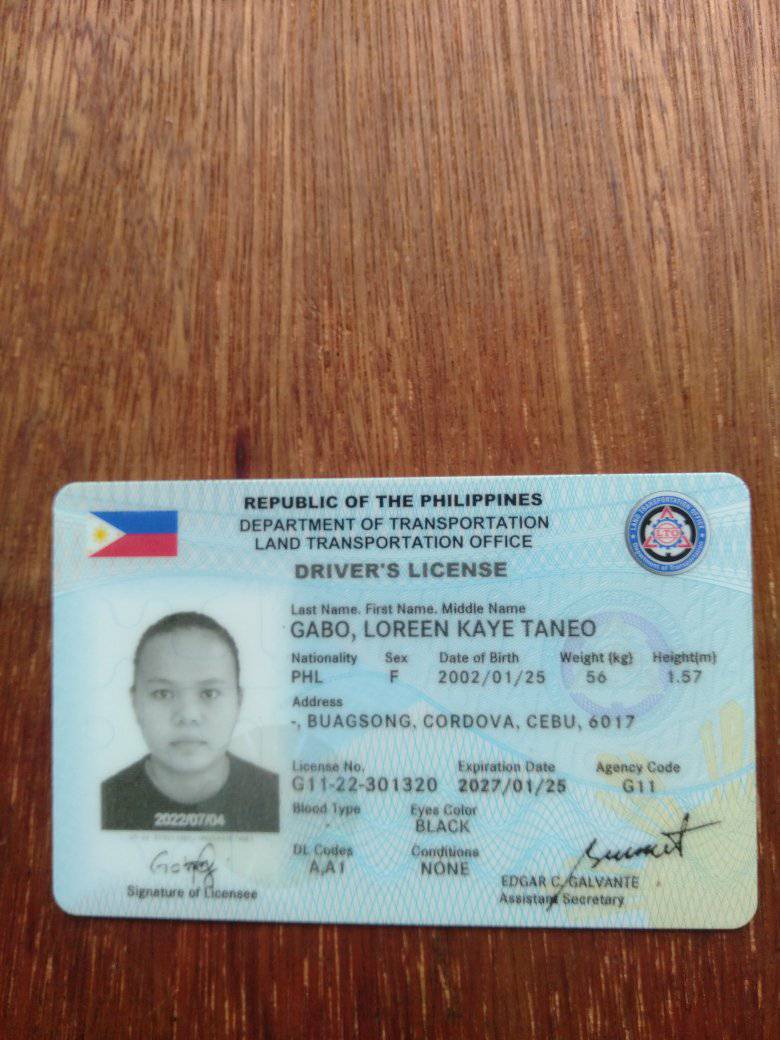 REPUBLIC OF THE PHILIPPINES
DEPARTMENT OF TRANSPORTATION
LAND TRANSPORTATION OFFICE
LAND TRANSPORTATION OFFICE
LTO
Department of Transportation
DRIVER'S LICENSE
Last Name. First Name. Middle Name
GABO, LOREEN KAYE TANEO
Nationality Sex Date of Birth Weight (kg) Height(m)
PHL F 2002/01/25 56 1.57
Address
-, BUAGSONG, CORDOVA, CEBU, 6017
License No. Expiration Date Agency Code
G11-22-301320 2027/01/25 G11
Blood Type Eyes Color
- BLACK
2022/07/04
DL Codes Conditions
A,A1 NONE
EDGAR C. GALVANTE
Assistant Secretary
Signature of Licensee